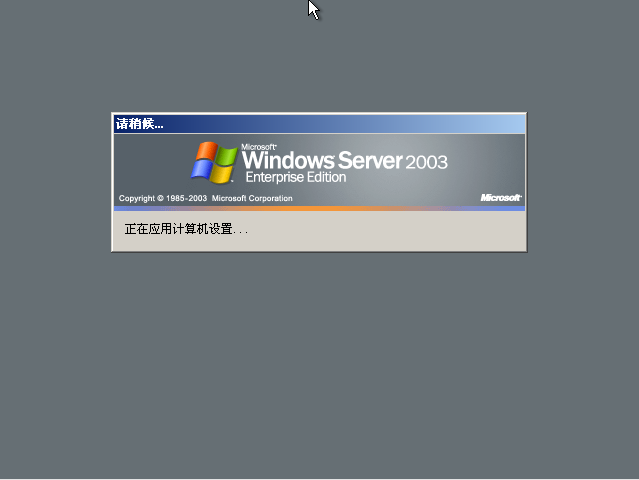 请稍候...
Microsoft®
Windows Server 2003
Enterprise Edition
Copyright © 1985-2003 Microsoft Corporation
Microsoft®
正在应用计算机设置...